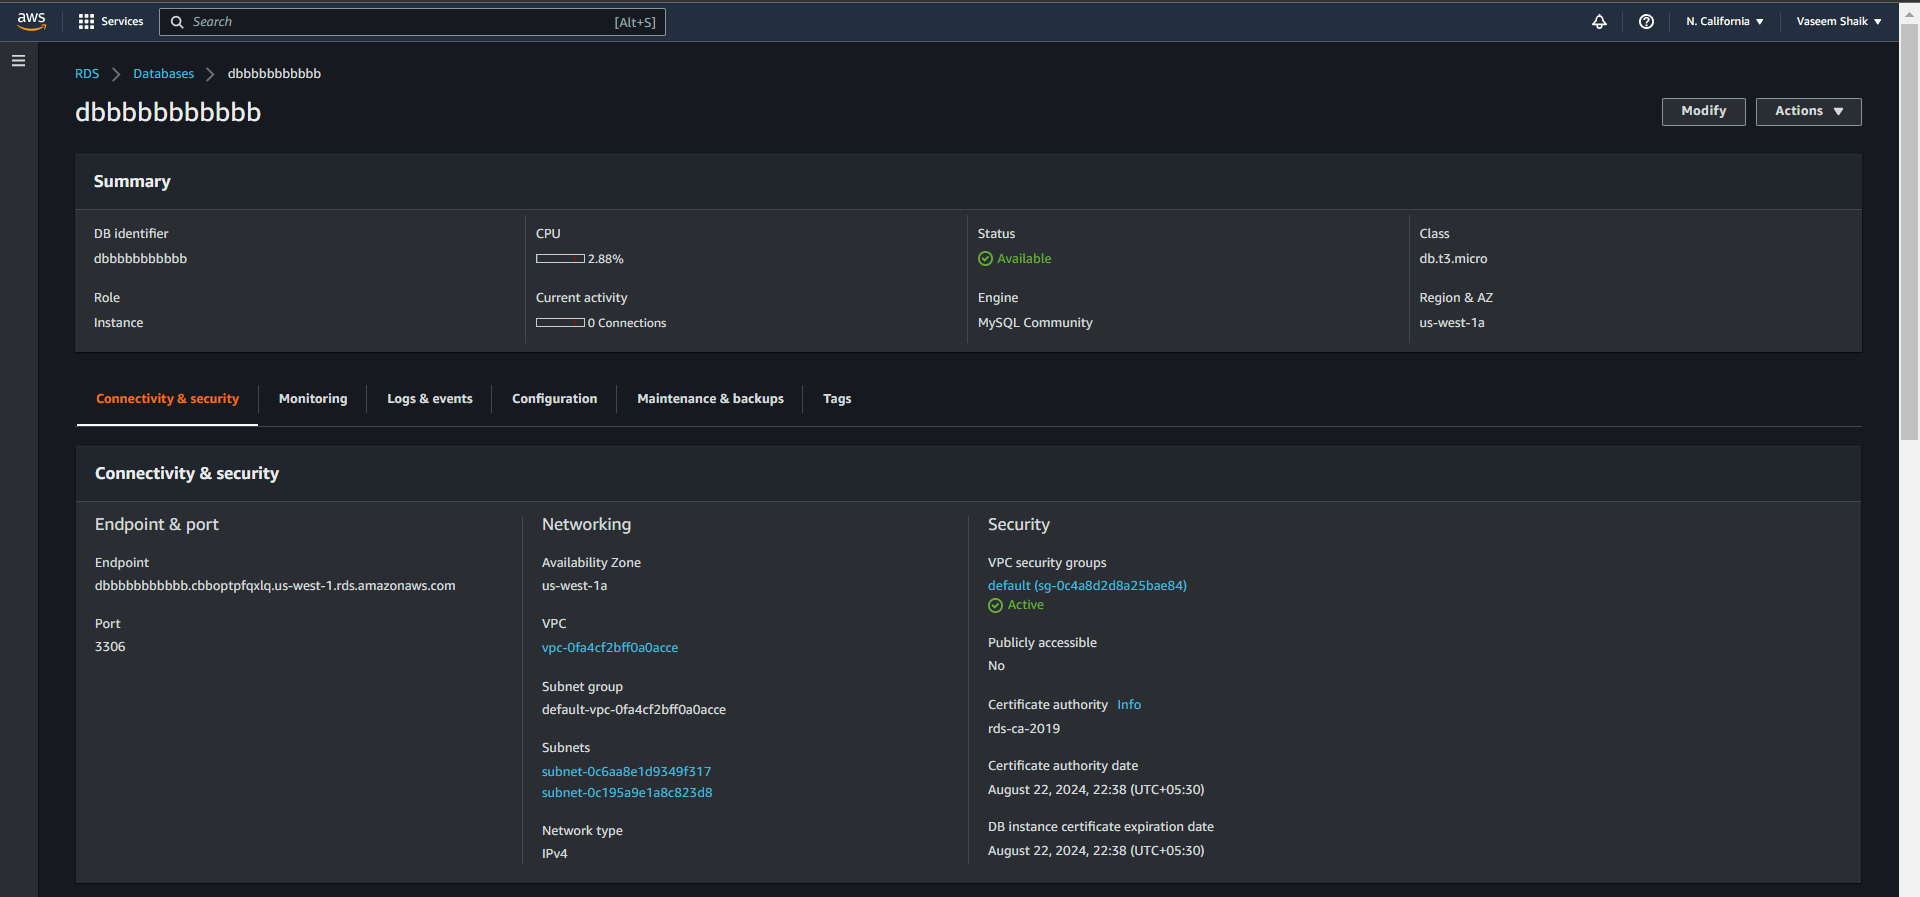 aws
Services
Search
[Alt+S]
N. California
Vaseem Shaik
RDS
Databases
dbbbbbbbbbbb
dbbbbbbbbbbb
Modify
Actions
Summary
DB identifier
dbbbbbbbbbbb
CPU
2.88%
Status
Available
Class
db.t3.micro
Role
Instance
Current activity
0 Connections
Engine
MySQL Community
Region & AZ
us-west-1a
Connectivity & security
Monitoring
Logs & events
Configuration
Maintenance & backups
Tags
Connectivity & security
Endpoint & port
Endpoint
dbbbbbbbbbbb.cbboptpfqxlq.us-west-1.rds.amazonaws.com
Port
3306
Networking
Availability Zone
us-west-1a
VPC
vpc-0fa4cf2bff0a0acce
Subnet group
default-vpc-0fa4cf2bff0a0acce
Subnets
subnet-0c6aa8e1d9349f317
subnet-0c195a9e1a8c823d8
Network type
IPv4
Security
VPC security groups
default (sg-0c4a8d2d8a25bae84)
Active
Publicly accessible
No
Certificate authority Info
rds-ca-2019
Certificate authority date
August 22, 2024, 22:38 (UTC+05:30)
DB instance certificate expiration date
August 22, 2024, 22:38 (UTC+05:30)